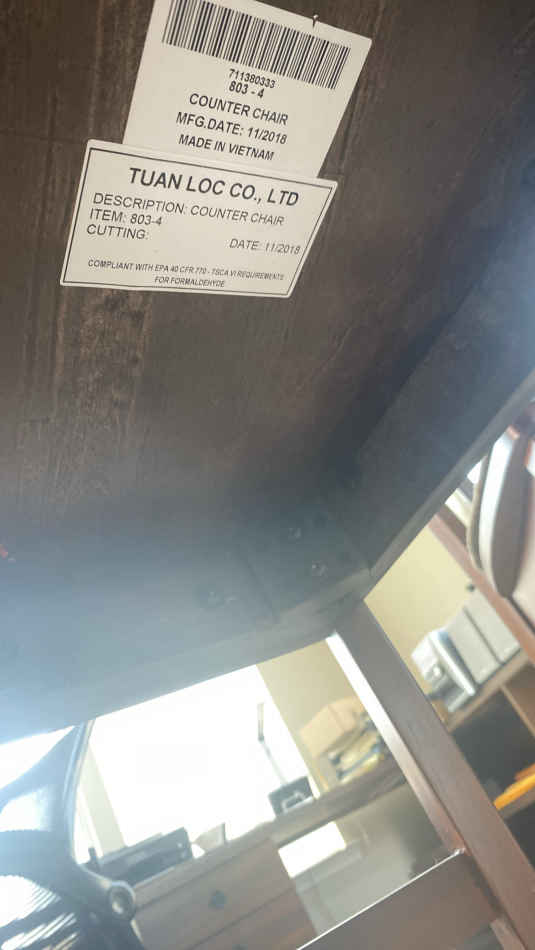 711380333
803 - 4
COUNTER CHAIR
MFG.DATE: 11/2018
MADE IN VIETNAM
TUAN LOC CO., LTD
DESCRIPTION: COUNTER CHAIR
ITEM: 803-4
CUTTING:
DATE: 11/2018
COMPLIANT WITH EPA 40 CFR 770 - TSCA VI REQUIREMENTS
FOR FORMALDEHYDE